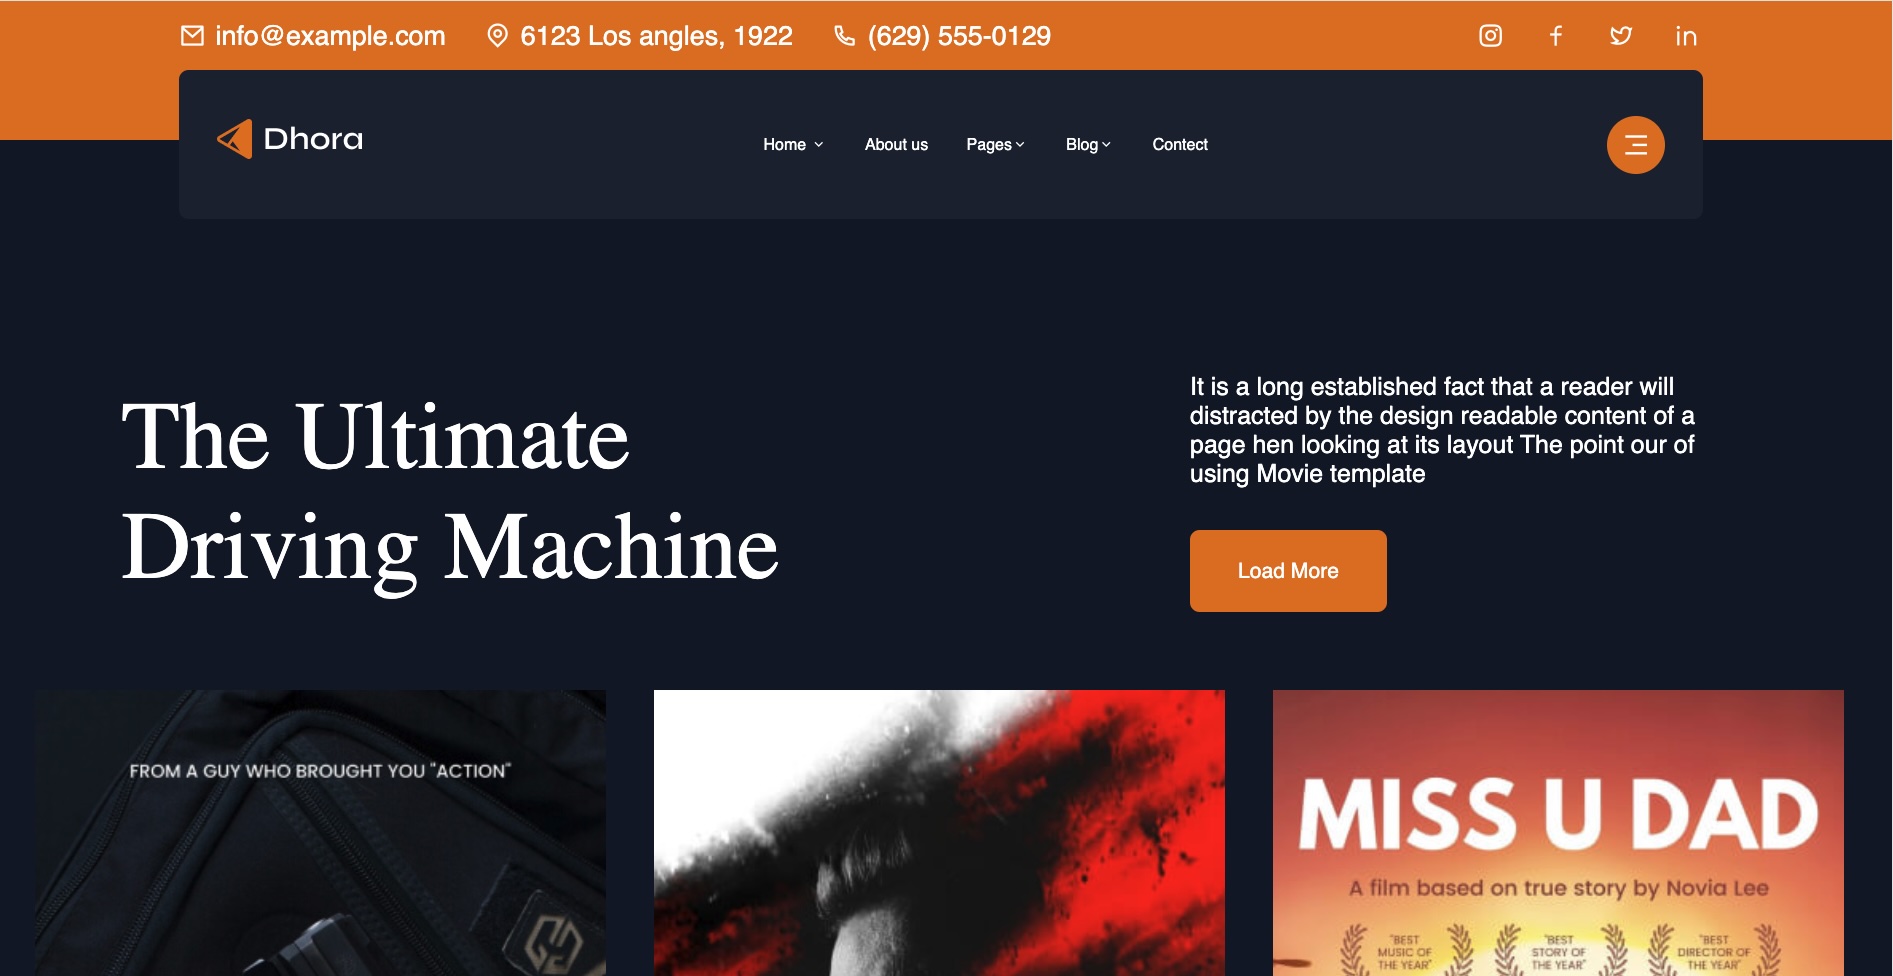 info@example.com
6123 Los angles, 1922
(629) 555-0129
Dhora
Home
About us
Pages
Blog
Contact
The Ultimate
Driving Machine
It is a long established fact that a reader will
distracted by the design readable content of a
page hen looking at its layout The point our of
using Movie template
Load More
FROM A GUY WHO BROUGHT YOU "ACTION"
MISS U DAD
A film based on true story by Novia Lee
"BEST
MUSIC OF
THE YEAR"
"BEST
STORY OF
THE YEAR"
"BEST
DIRECTOR OF
THE YEAR"